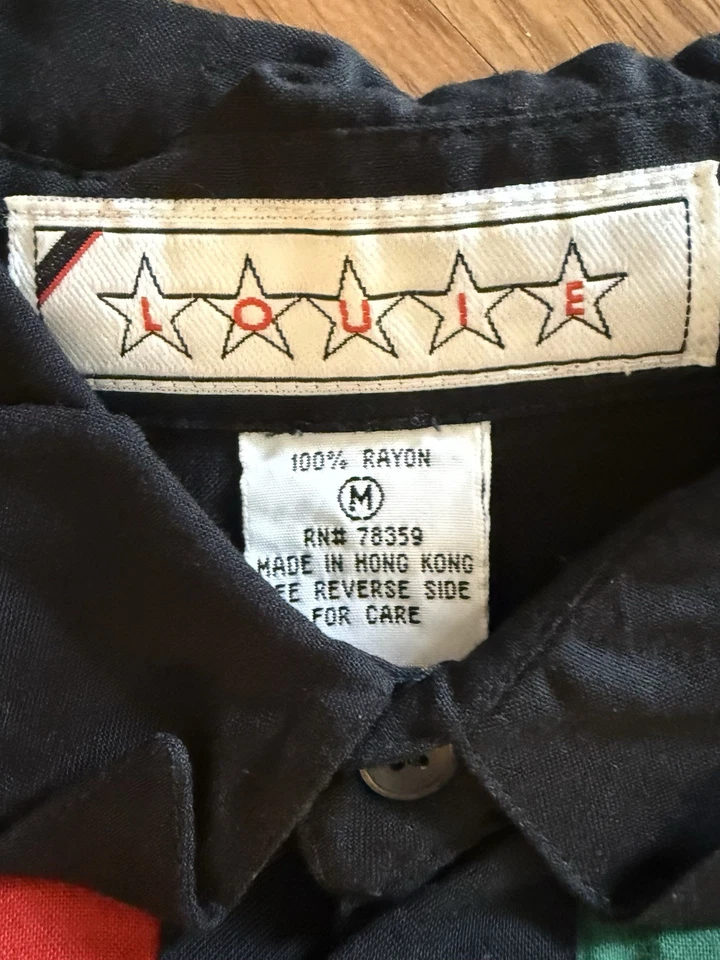 LOUIE
100% RAYON
M
RN# 78359
MADE IN HONG KONG
EE REVERSE SIDE
FOR CARE